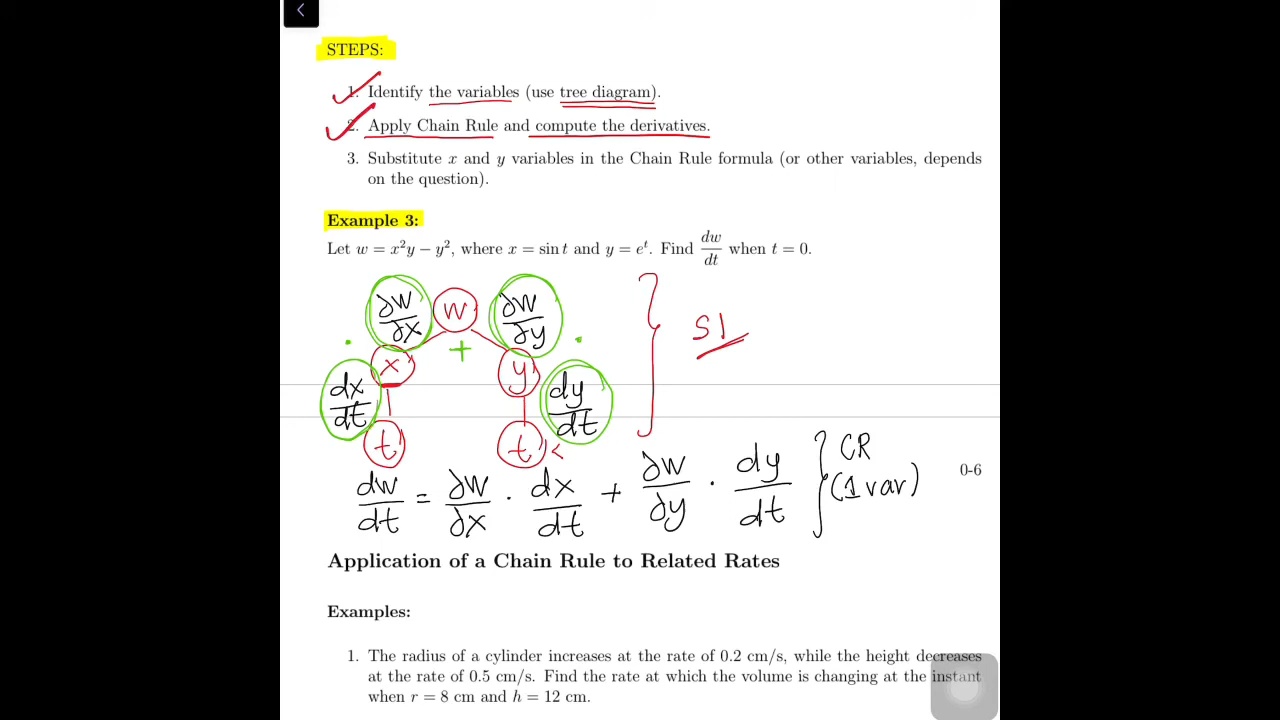 STEPS:
1. Identify the variables (use tree diagram).
2. Apply Chain Rule and compute the derivatives.
3. Substitute x and y variables in the Chain Rule formula (or other variables, depends
on the question).
Example 3:
Let w = x²y − y², where x = sin t and y = eᵗ. Find dw/dt when t = 0.
∂w/∂x w ∂w/∂y
S1
x + y
dx/dt dy/dt
t t
dw/dt = ∂w/∂x · dx/dt + ∂w/∂y · dy/dt } CR (1 var)
0-6
Application of a Chain Rule to Related Rates
Examples:
1. The radius of a cylinder increases at the rate of 0.2 cm/s, while the height decreases
at the rate of 0.5 cm/s. Find the rate at which the volume is changing at the instant
when r = 8 cm and h = 12 cm.